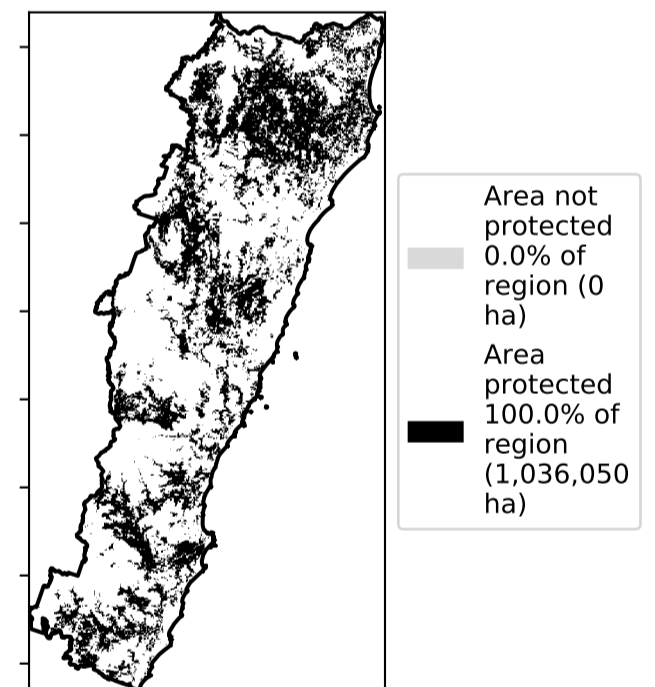 Area not
protected
0.0% of
region (0
ha)
Area
protected
100.0% of
region
(1,036,050
ha)